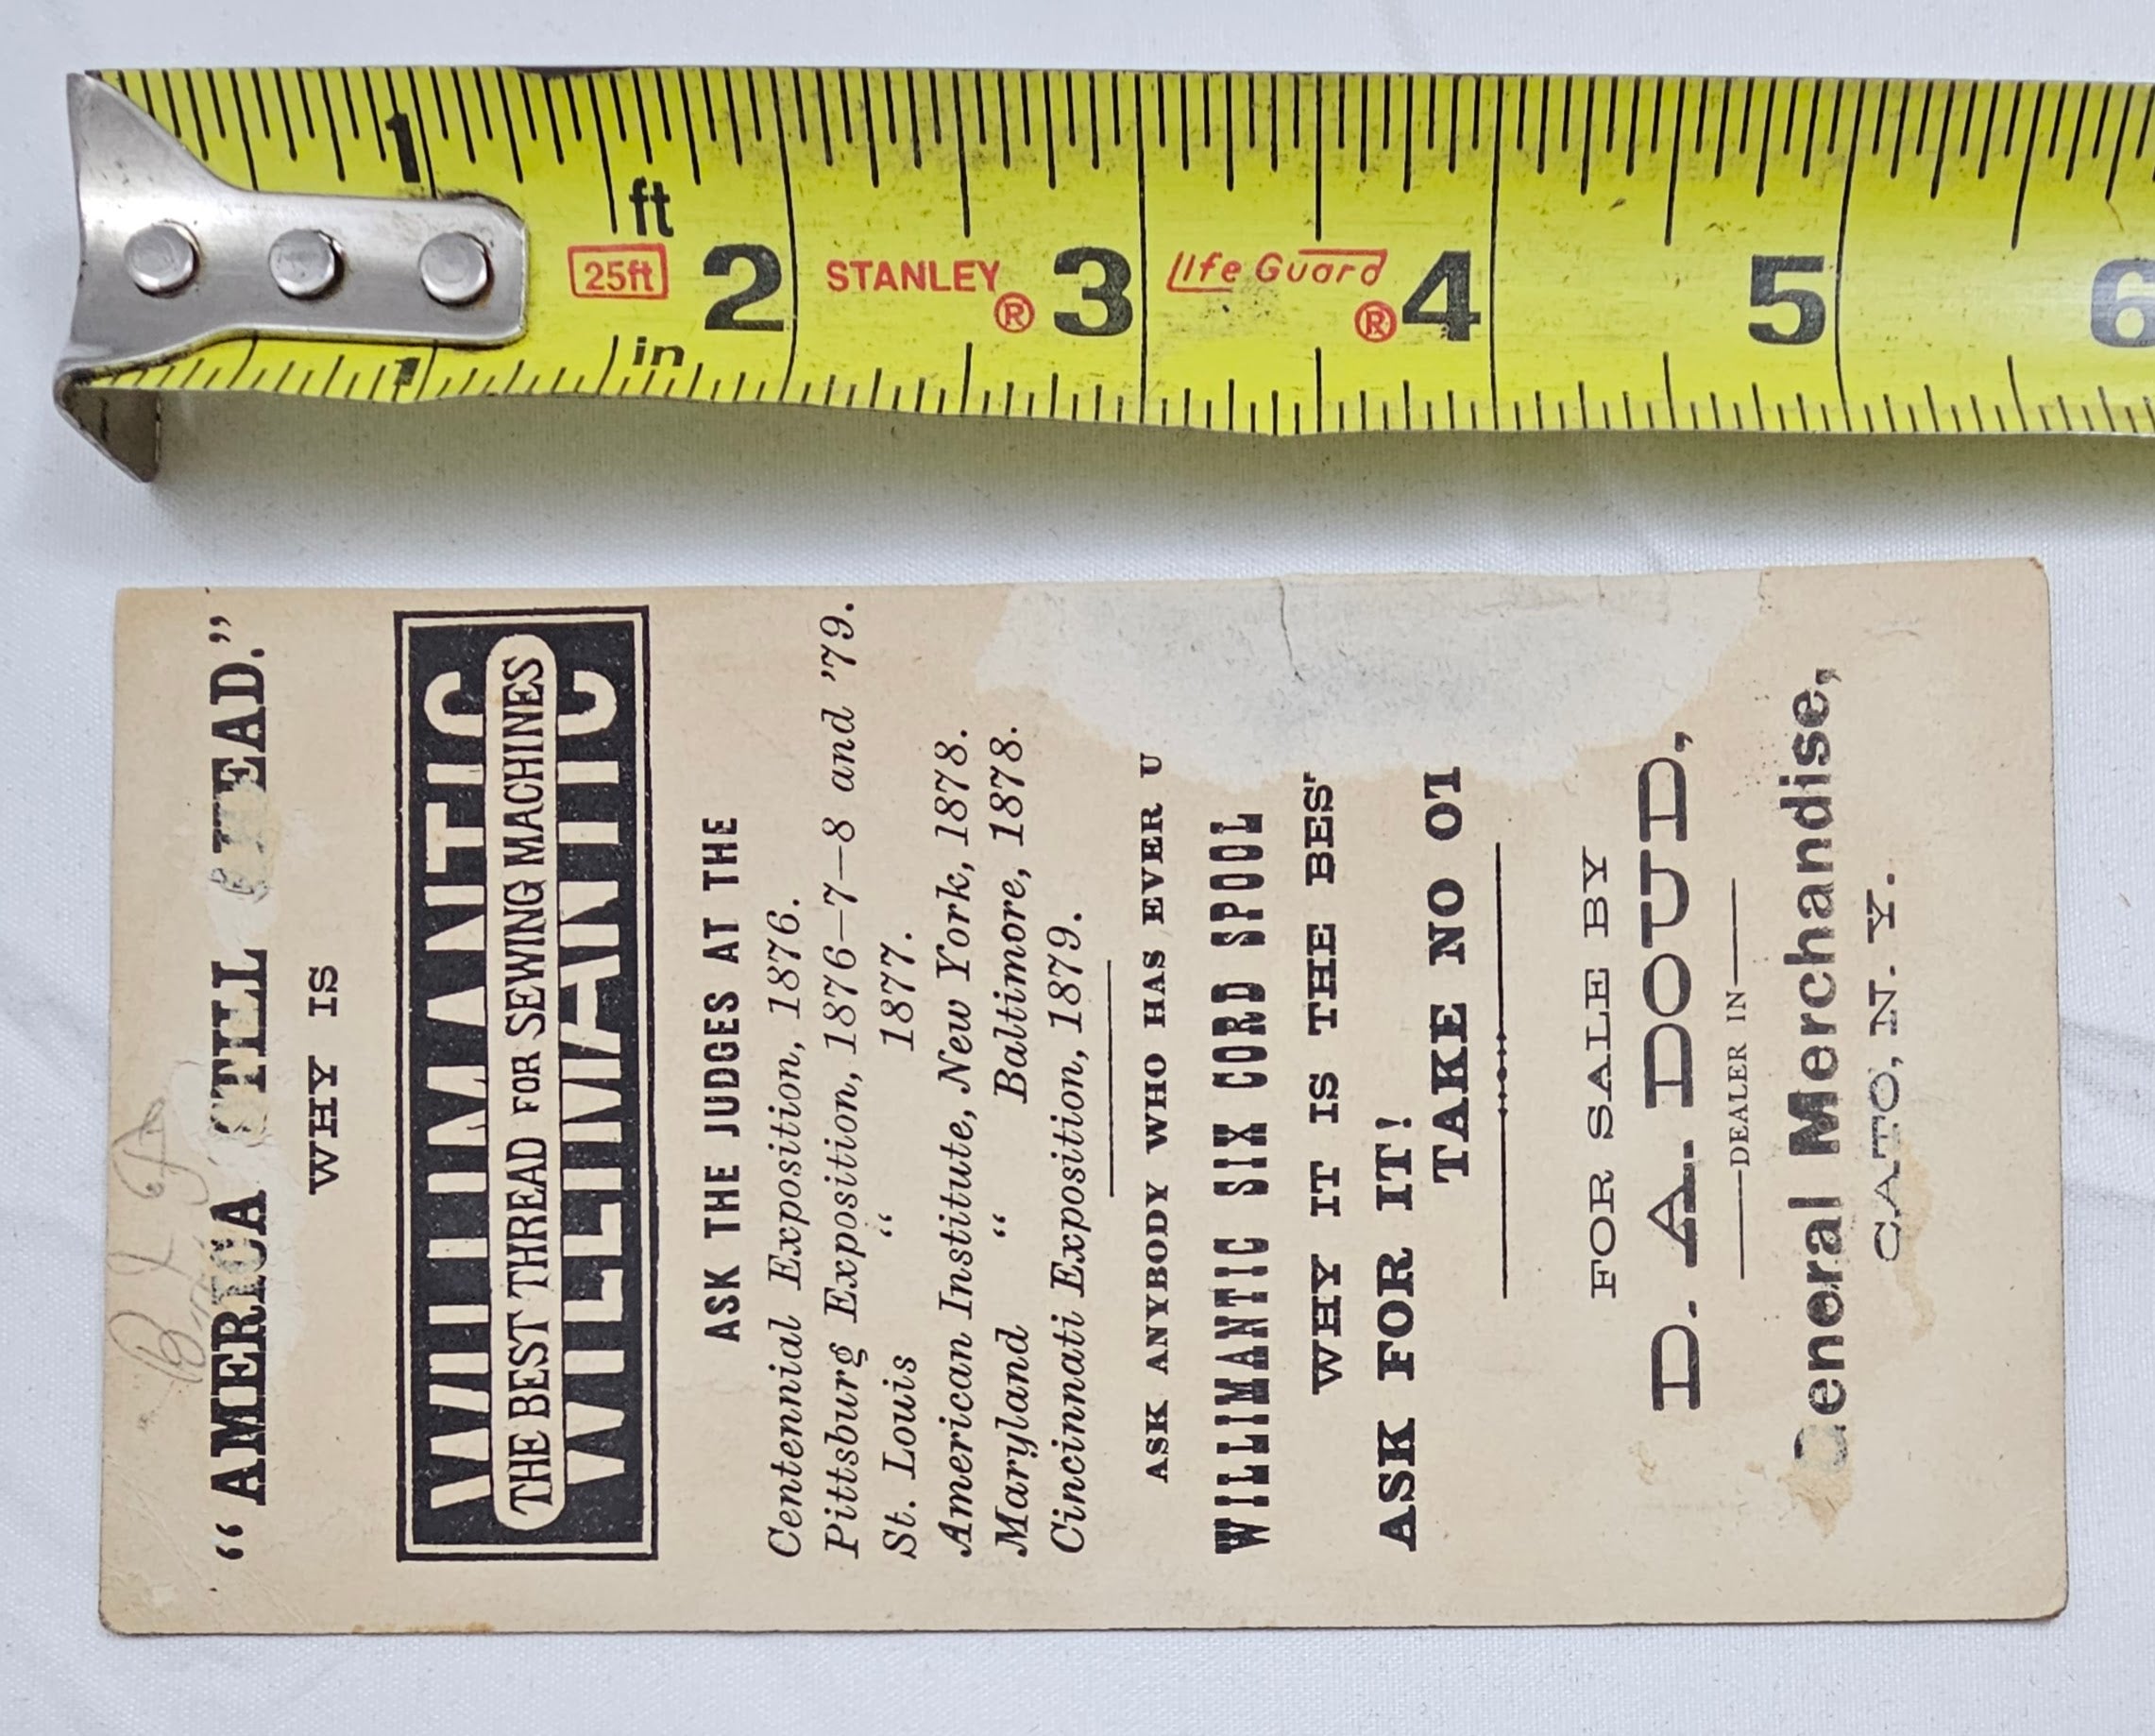 1
ft
25ft
2
STANLEY®
3
Life Guard®
4
5
6
1
in
"AMERICA STILL AHEAD."
WHY IS
WILLIMANTIC
THE BEST THREAD FOR SEWING MACHINES
WILLIMANTIC
ASK THE JUDGES AT THE
Centennial Exposition, 1876.
Pittsburg Exposition, 1876—7—8 and '79.
St. Louis " 1877.
American Institute, New York, 1878.
Maryland " Baltimore, 1878.
Cincinnati Exposition, 1879.
ASK ANYBODY WHO HAS EVER U
WILLIMANTIC SIX CORD SPOOL
WHY IT IS THE BES
ASK FOR IT!
TAKE NO OT
FOR SALE BY
D. A. DOUD,
—DEALER IN—
General Merchandise,
CATO, N. Y.